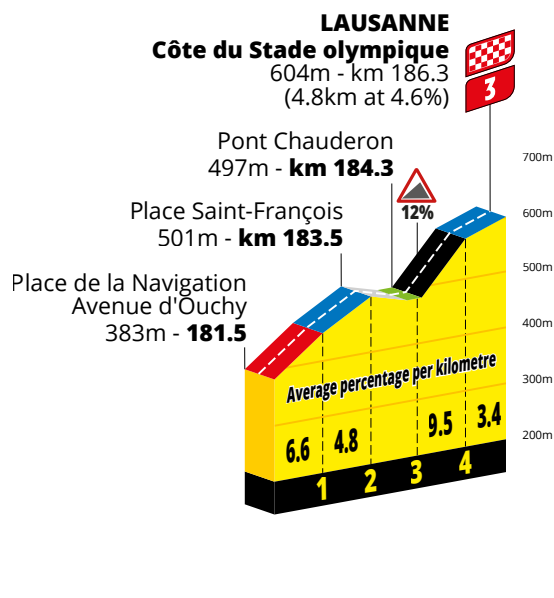 LAUSANNE
Côte du Stade olympique
604m - km 186.3
(4.8km at 4.6%)
3
Pont Chauderon
497m - km 184.3
12%
Place Saint-François
501m - km 183.5
Place de la Navigation
Avenue d'Ouchy
383m - 181.5
700m
600m
500m
400m
300m
200m
Average percentage per kilometre
6.6 4.8 9.5 3.4
1 2 3 4